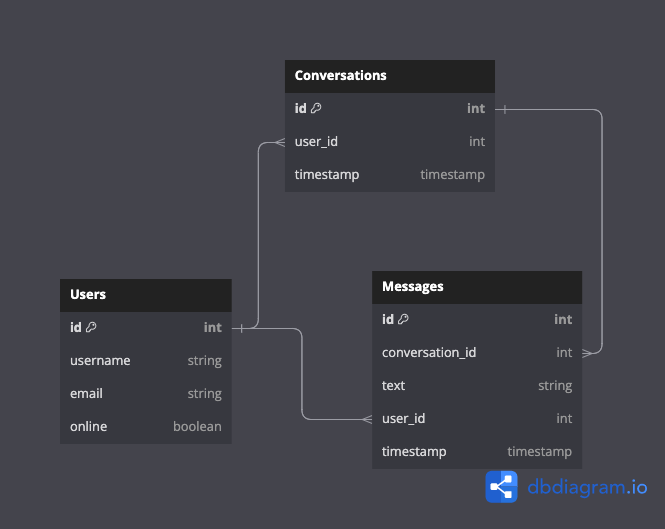 Conversations
id int
user_id int
timestamp timestamp
Users
id int
username string
email string
online boolean
Messages
id int
conversation_id int
text string
user_id int
timestamp timestamp
dbdiagram.io